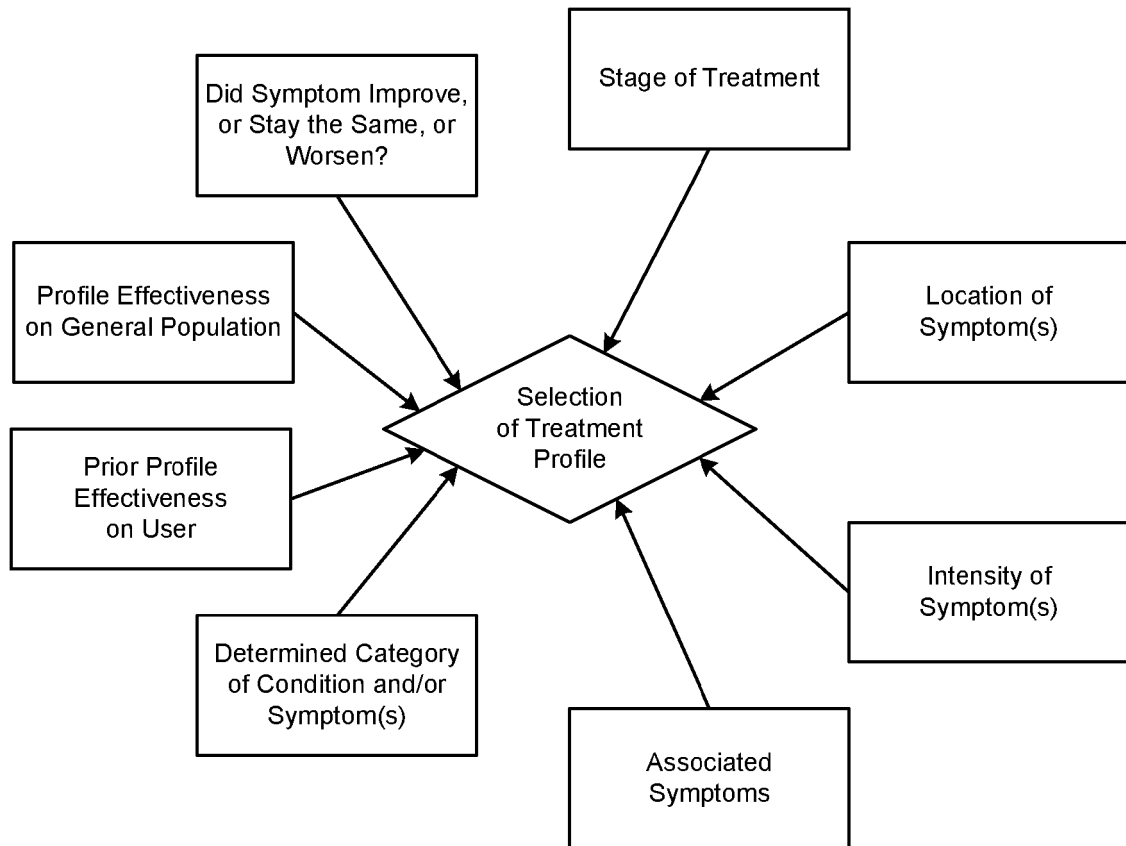 Stage of Treatment
Did Symptom Improve,
or Stay the Same, or
Worsen?
Profile Effectiveness
on General Population
Location of
Symptom(s)
Selection
of Treatment
Profile
Prior Profile
Effectiveness
on User
Intensity of
Symptom(s)
Determined Category
of Condition and/or
Symptom(s)
Associated
Symptoms